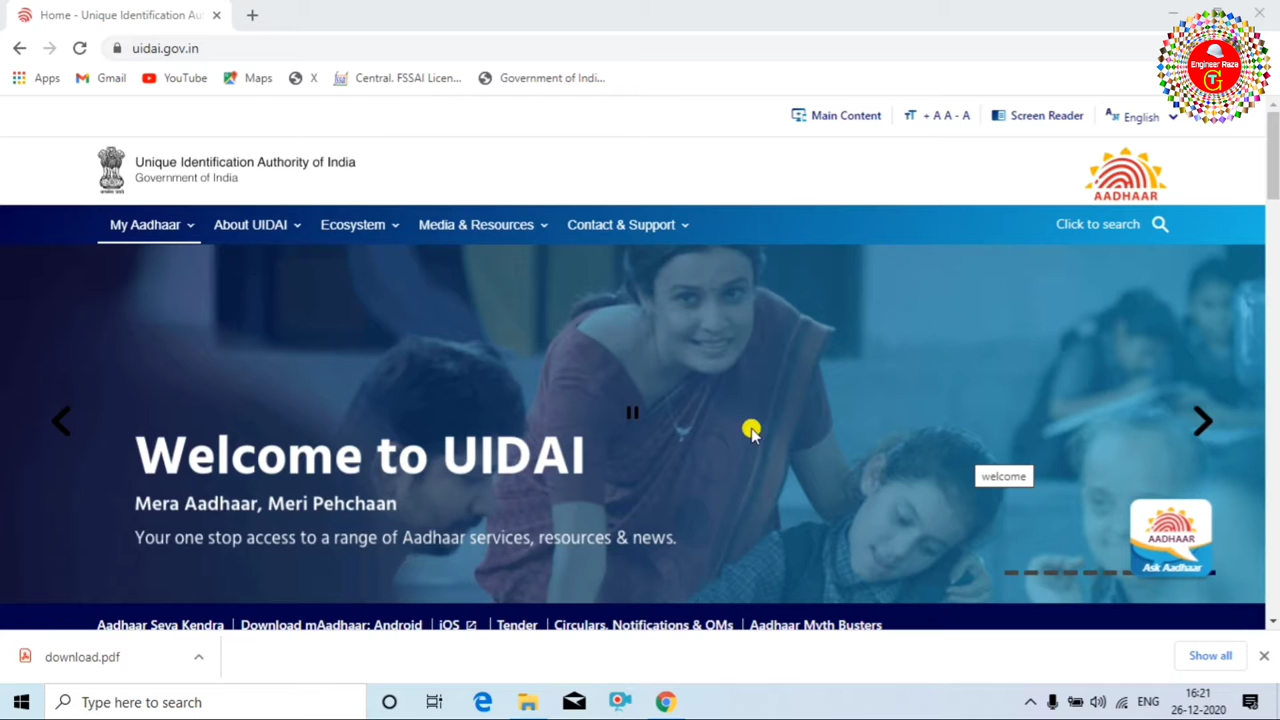 Home - Unique Identification Au
uidai.gov.in
Apps Gmail YouTube Maps X Central. FSSAI Licen... Government of Indi...
Engineer Raza
TG
Main Content + A A - A Screen Reader English
Unique Identification Authority of India
Government of India
AADHAAR
My Aadhaar About UIDAI Ecosystem Media & Resources Contact & Support Click to search
Welcome to UIDAI
welcome
Mera Aadhaar, Meri Pehchaan
Your one stop access to a range of Aadhaar services, resources & news.
AADHAAR
Ask Aadhaar
Aadhaar Seva Kendra Download mAadhaar: Android iOS Tender Circulars, Notifications & OMs Aadhaar Myth Busters
download.pdf Show all
Type here to search ENG 16:21
26-12-2020